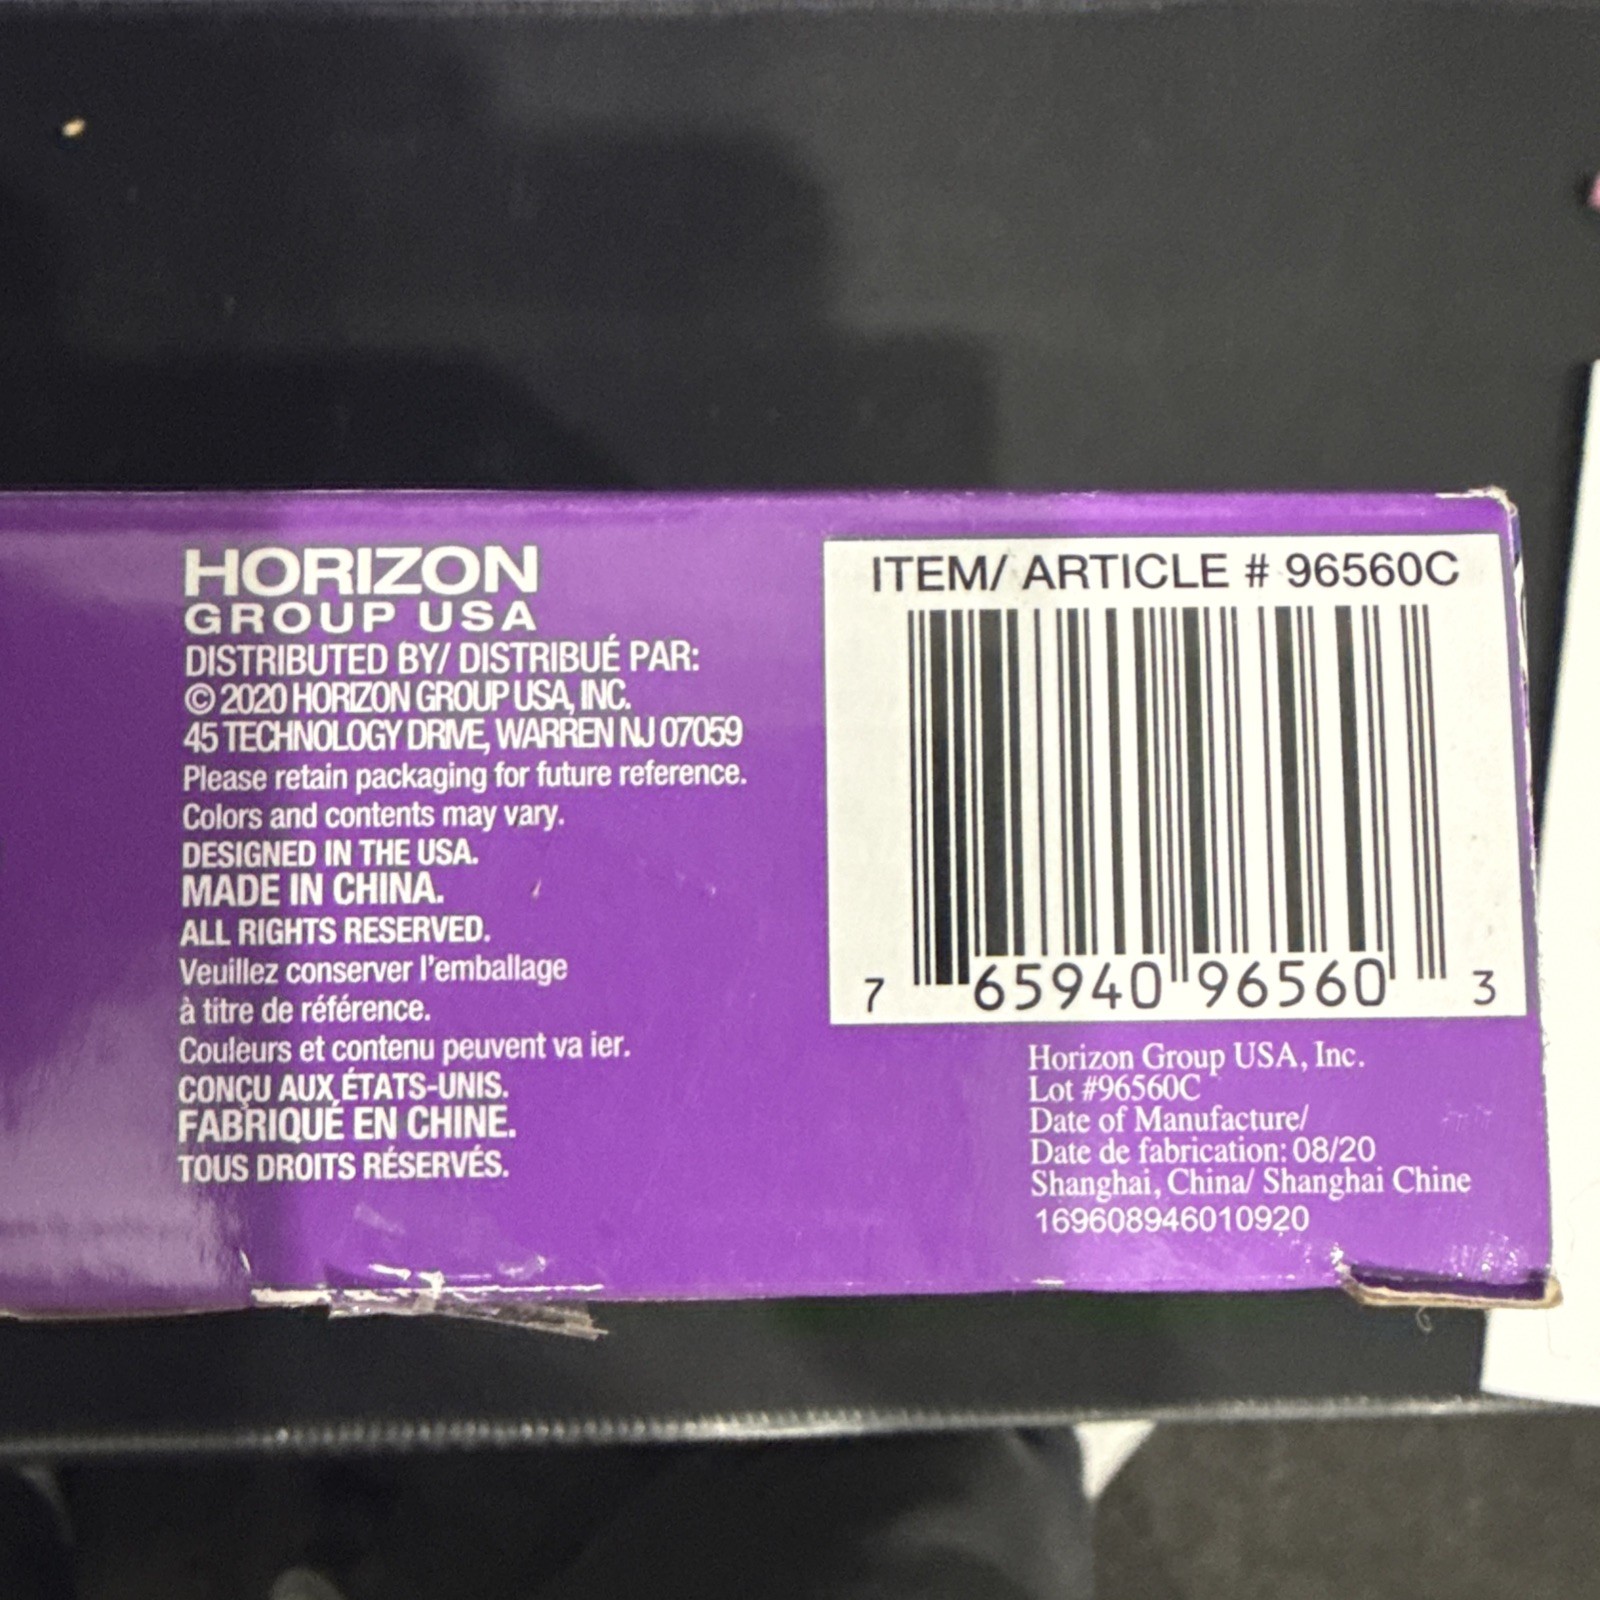 HORIZON
GROUP USA
DISTRIBUTED BY/ DISTRIBUÉ PAR:
© 2020 HORIZON GROUP USA, INC.
45 TECHNOLOGY DRIVE, WARREN NJ 07059
Please retain packaging for future reference.
Colors and contents may vary.
DESIGNED IN THE USA.
MADE IN CHINA.
ALL RIGHTS RESERVED.
Veuillez conserver l'emballage
à titre de référence.
Couleurs et contenu peuvent va ier.
CONÇU AUX ÉTATS-UNIS.
FABRIQUÉ EN CHINE.
TOUS DROITS RÉSERVÉS.
ITEM/ ARTICLE # 96560C
7 65940 96560 3
Horizon Group USA, Inc.
Lot #96560C
Date of Manufacture/
Date de fabrication: 08/20
Shanghai, China/ Shanghai Chine
169608946010920